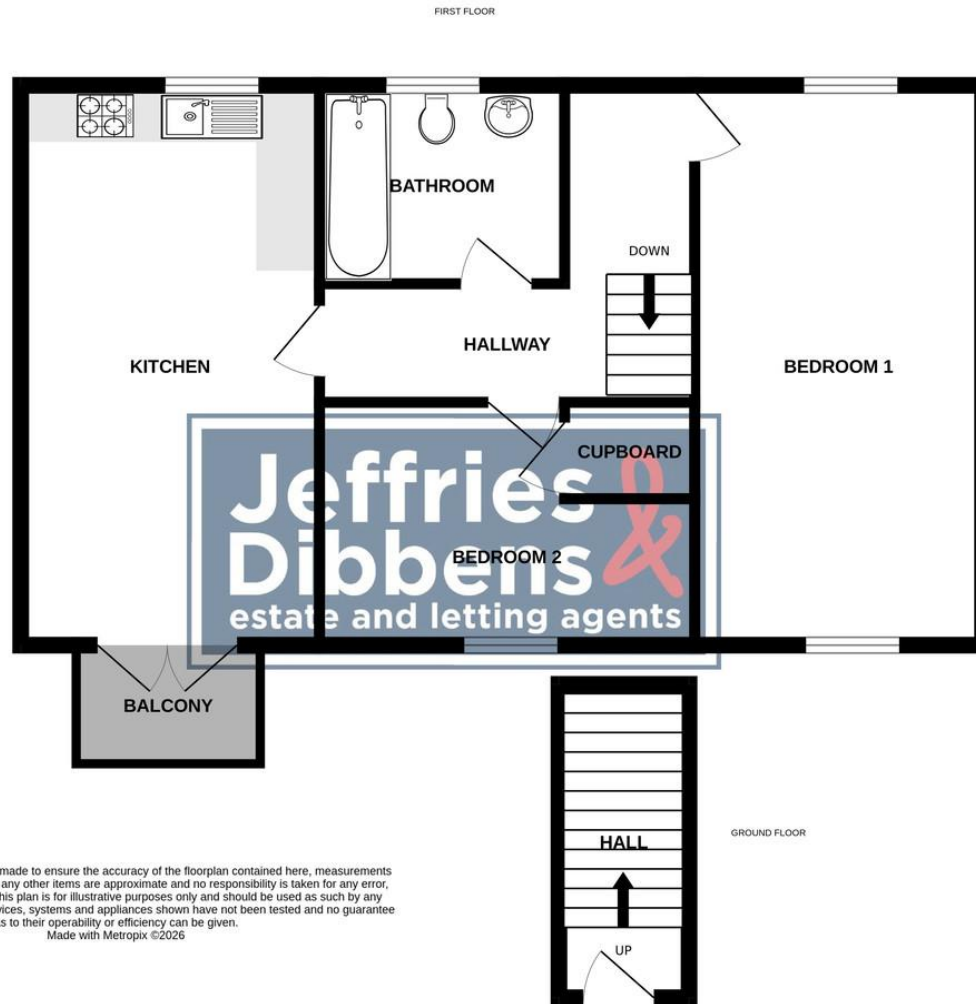 FIRST FLOOR
BATHROOM
DOWN
HALLWAY
KITCHEN
BEDROOM 1
CUPBOARD
Jeffries &
Dibbens
BEDROOM 2
estate and letting agents
BALCONY
GROUND FLOOR
HALL
UP
made to ensure the accuracy of the floorplan contained here, measurements
any other items are approximate and no responsibility is taken for any error,
his plan is for illustrative purposes only and should be used as such by any
vices, systems and appliances shown have not been tested and no guarantee
as to their operability or efficiency can be given.
Made with Metropix ©2026